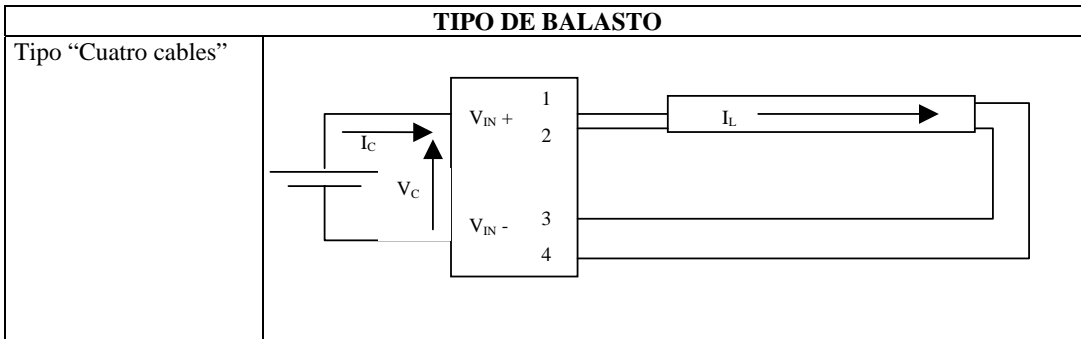 TIPO DE BALASTO
Tipo “Cuatro cables”
V_IN +
1
2
I_L
I_C
V_C
V_IN -
3
4